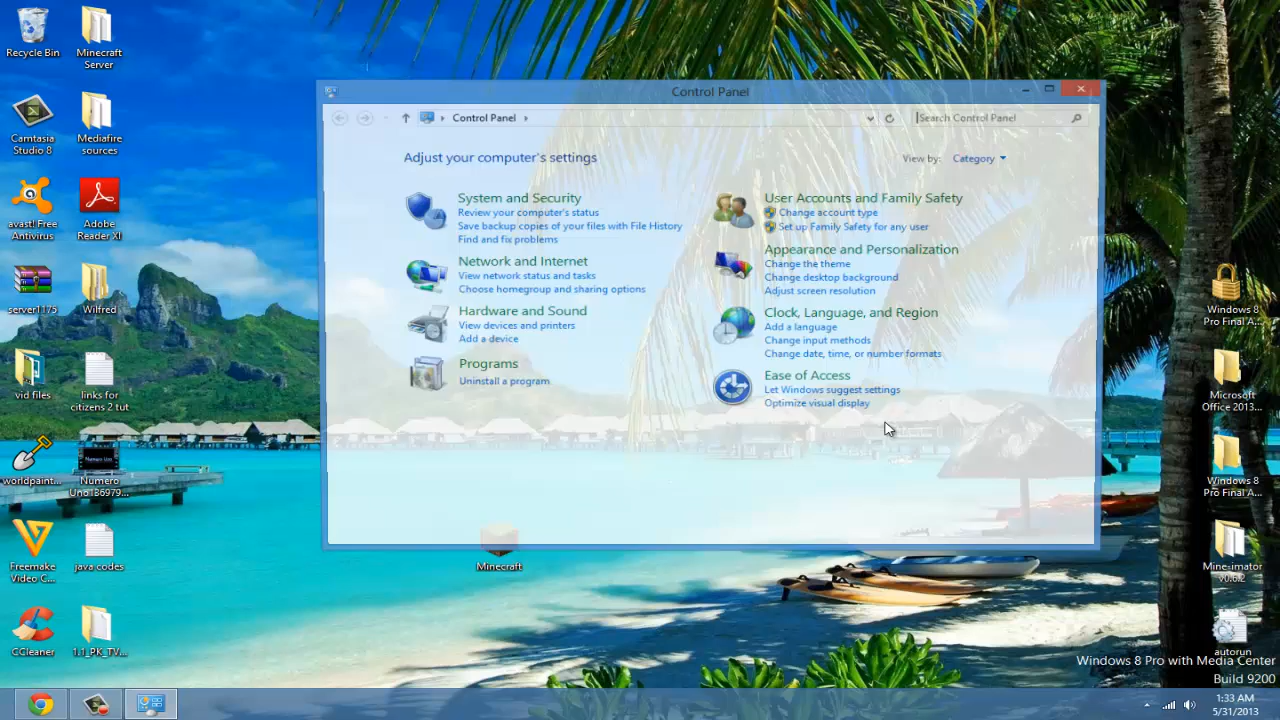 Recycle Bin
Minecraft
Server
Camtasia
Studio 8
Mediafire
sources
avast! Free
Antivirus
Adobe
Reader XI
server1175
Wilfred
vid files
links for
citizens 2 tut
worldpaint...
Numero
Uno136979...
Freemake
Video C...
java codes
CCleaner
1.1_PK_TV...
Control Panel
Control Panel
Search Control Panel
Adjust your computer's settings
View by: Category
System and Security
Review your computer's status
Save backup copies of your files with File History
Find and fix problems
Network and Internet
View network status and tasks
Choose homegroup and sharing options
Hardware and Sound
View devices and printers
Add a device
Programs
Uninstall a program
User Accounts and Family Safety
Change account type
Set up Family Safety for any user
Appearance and Personalization
Change the theme
Change desktop background
Adjust screen resolution
Clock, Language, and Region
Add a language
Change input methods
Change date, time, or number formats
Ease of Access
Let Windows suggest settings
Optimize visual display
Minecraft
Windows 8
Pro Final A...
Microsoft
Office 2013...
Windows 8
Pro Final A...
Mine-imator
v0.6.2
autorun
Windows 8 Pro with Media Center
Build 9200
1:33 AM
5/31/2013